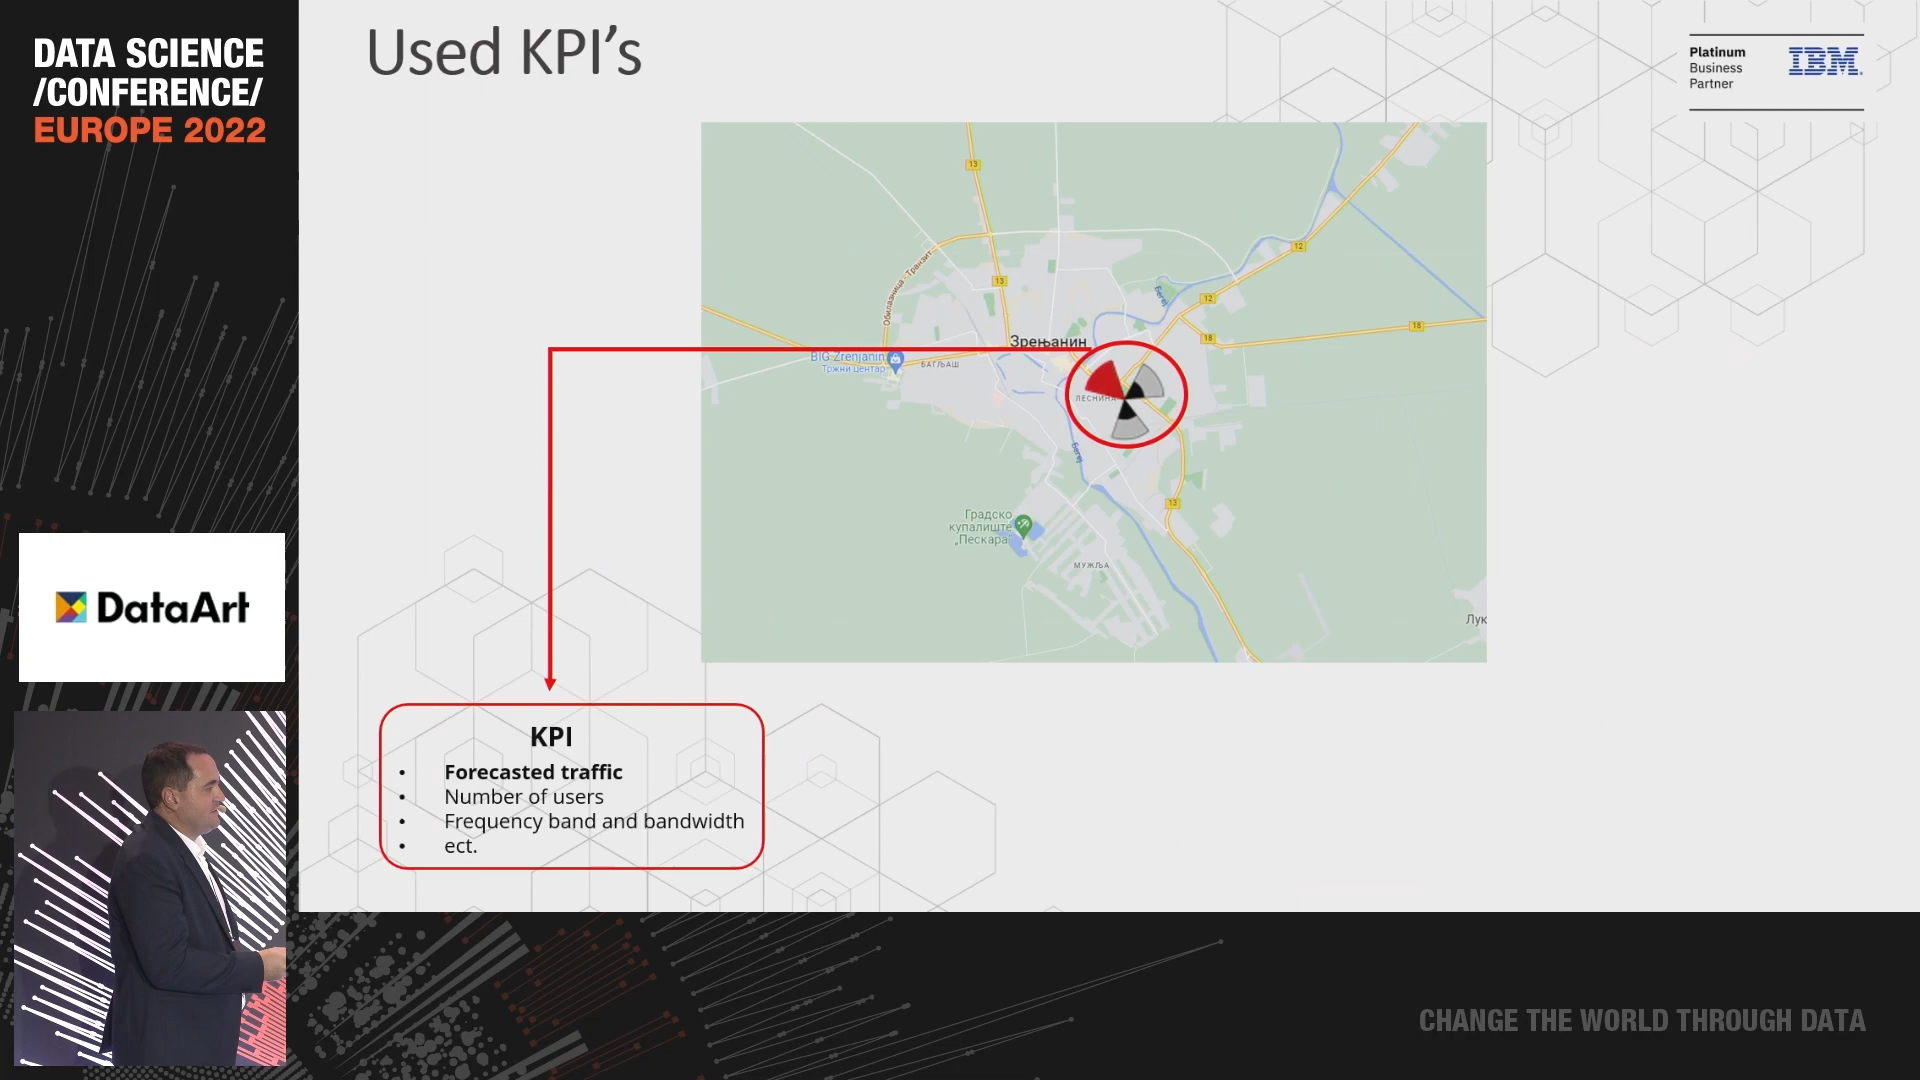 DATA SCIENCE
/CONFERENCE/
EUROPE 2022
Used KPI’s
Platinum
Business
Partner
IBM
13
12
Обилазница - Транзит
13
Бегеј
12
18
18
Зрењанин
BIG Zrenjanin
Тржни центар
БАГЉАШ
ЛЕСНИНА
Бегеј
13
Градско
купалиште
„Пескара“
МУЖЉА
Лук
DataArt
KPI
• Forecasted traffic
• Number of users
• Frequency band and bandwidth
• ect.
CHANGE THE WORLD THROUGH DATA